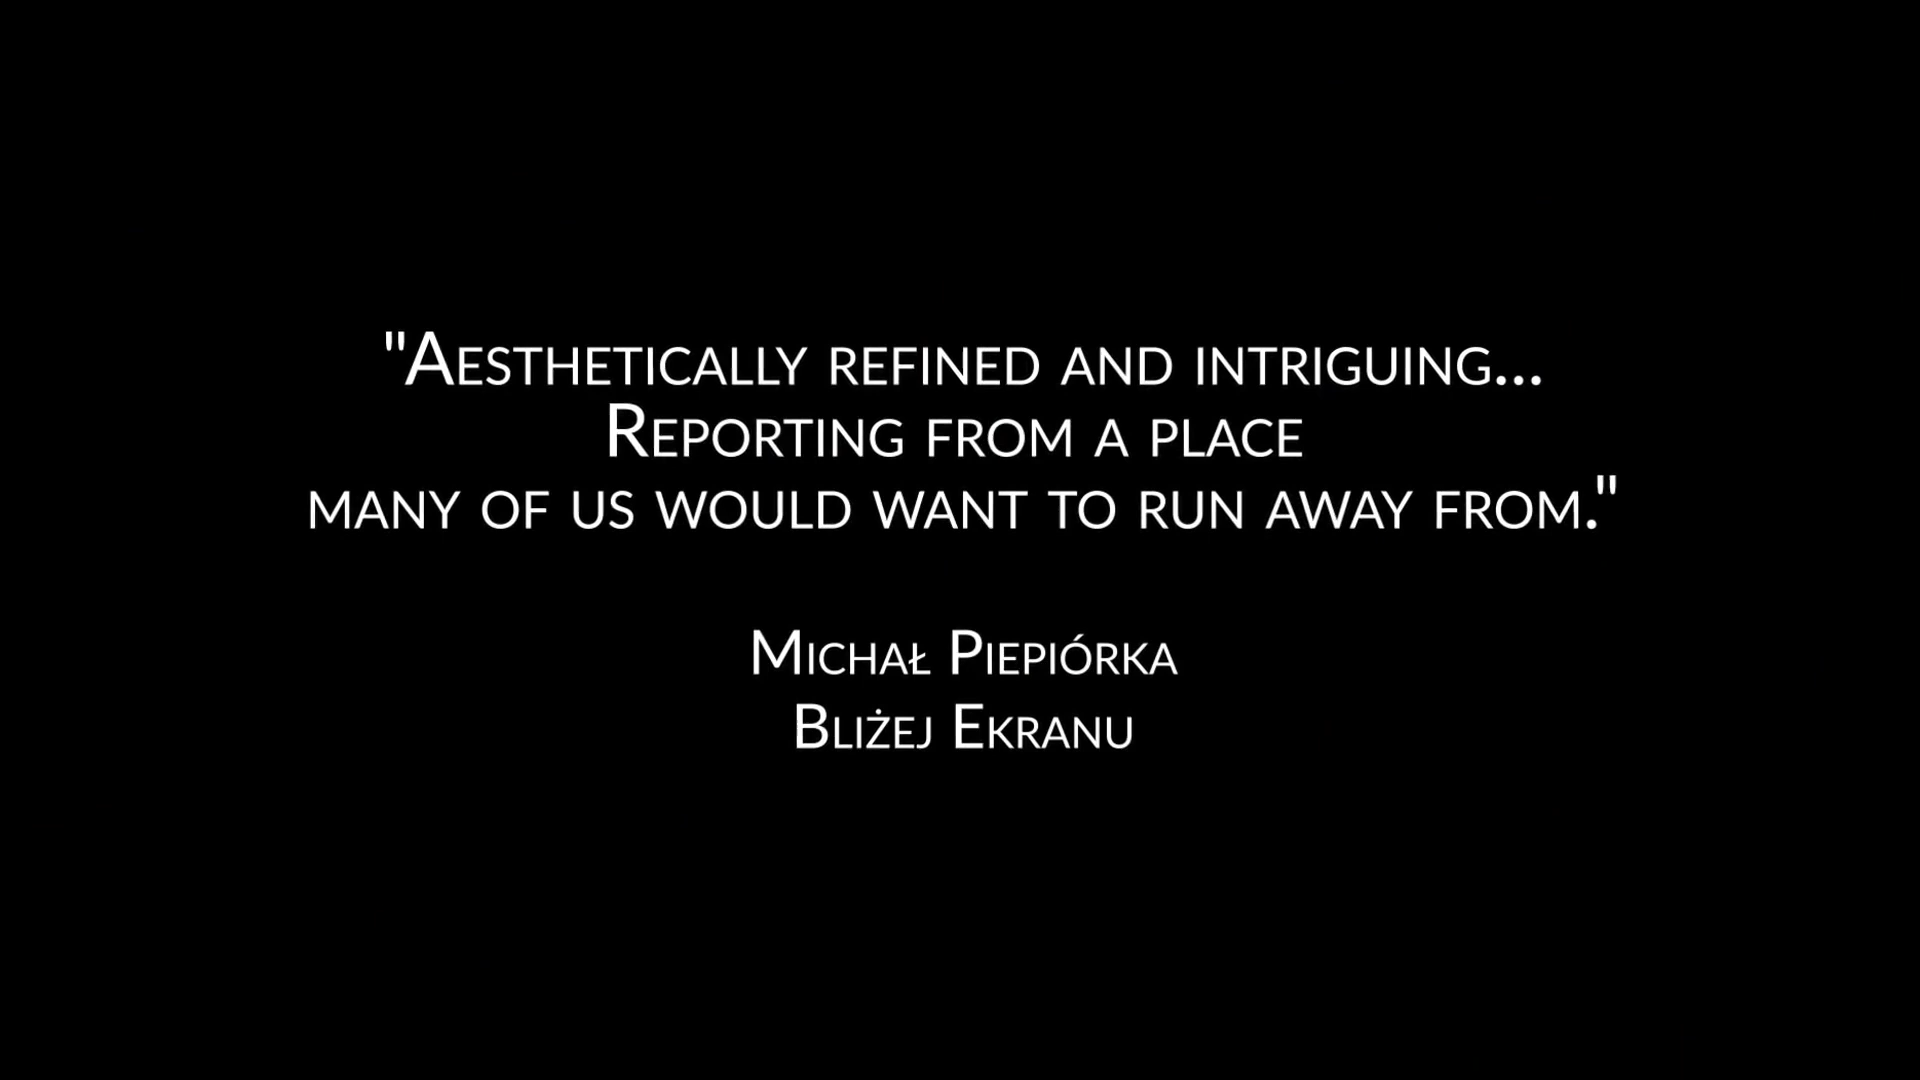 "Aesthetically refined and intriguing...
Reporting from a place
many of us would want to run away from."
Michał Piepiórka
Bliżej Ekranu